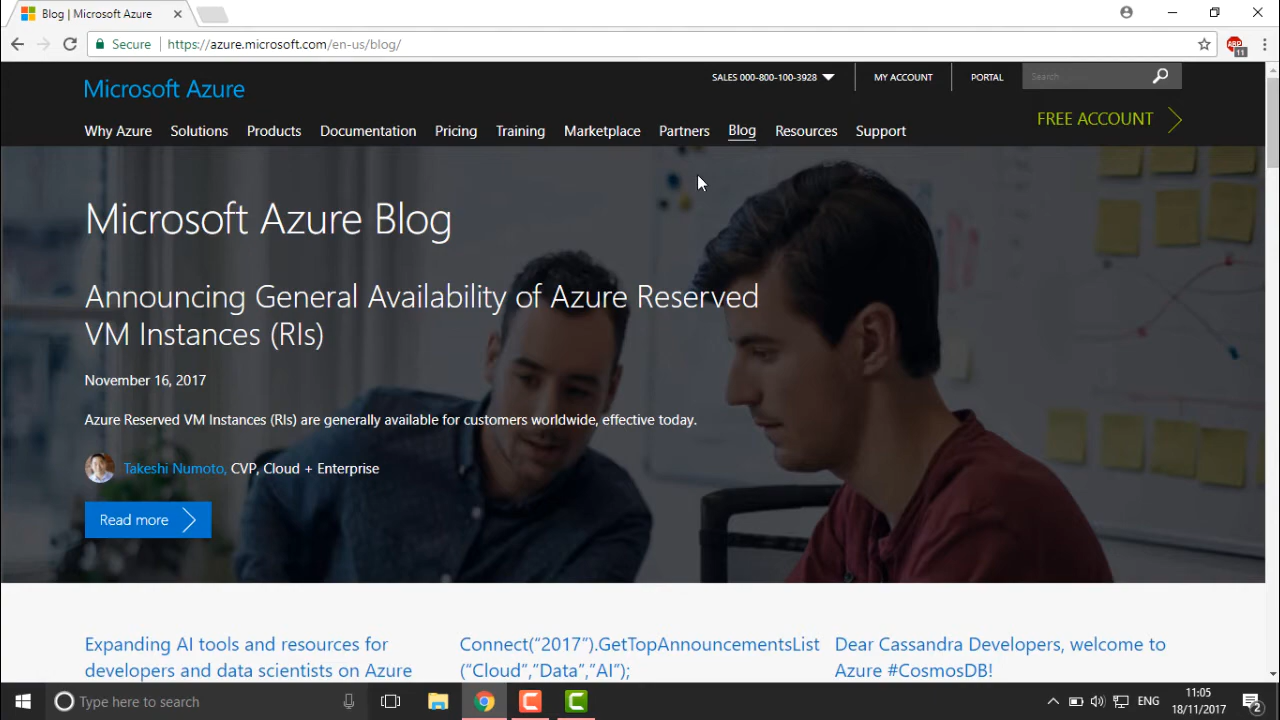 Blog | Microsoft Azure
Secure
https://azure.microsoft.com/en-us/blog/
ABP
11
Microsoft Azure
SALES 000-800-100-3928
MY ACCOUNT
PORTAL
Search
Why Azure
Solutions
Products
Documentation
Pricing
Training
Marketplace
Partners
Blog
Resources
Support
FREE ACCOUNT
Microsoft Azure Blog
Announcing General Availability of Azure Reserved
VM Instances (RIs)
November 16, 2017
Azure Reserved VM Instances (RIs) are generally available for customers worldwide, effective today.
Takeshi Numoto, CVP, Cloud + Enterprise
Read more
Expanding AI tools and resources for
developers and data scientists on Azure
Connect(“2017”).GetTopAnnouncementsList
(“Cloud”,”Data”,”AI”);
Dear Cassandra Developers, welcome to
Azure #CosmosDB!
Type here to search
C
C
ENG
11:05
18/11/2017
2